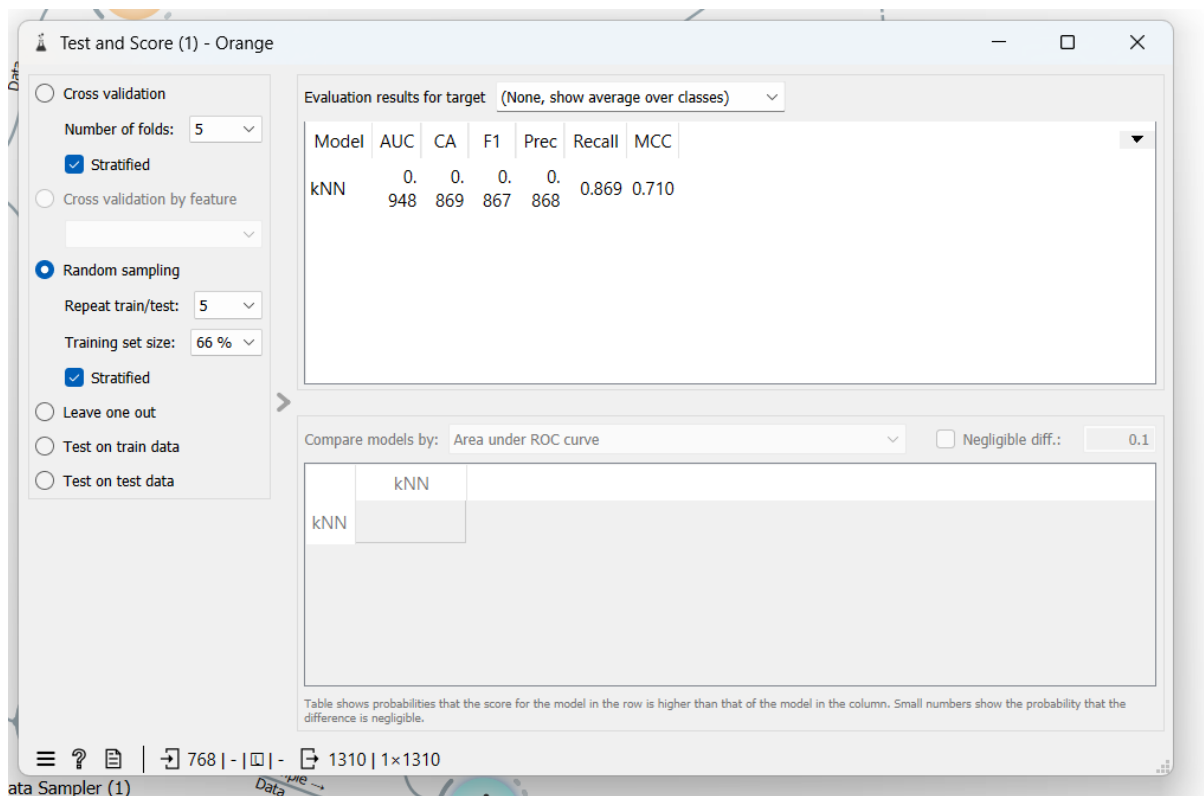 Test and Score (1) - Orange
Data
Cross validation
Number of folds: 5
Stratified
Cross validation by feature
Random sampling
Repeat train/test: 5
Training set size: 66 %
Stratified
Leave one out
Test on train data
Test on test data
Evaluation results for target (None, show average over classes)
Model AUC CA F1 Prec Recall MCC
kNN 0.948 0.869 0.867 0.868 0.869 0.710
Compare models by: Area under ROC curve Negligible diff.: 0.1
kNN
kNN
Table shows probabilities that the score for the model in the row is higher than that of the model in the column. Small numbers show the probability that the
difference is negligible.
768 | - | - 1310 | 1×1310
ata Sampler (1)
Data